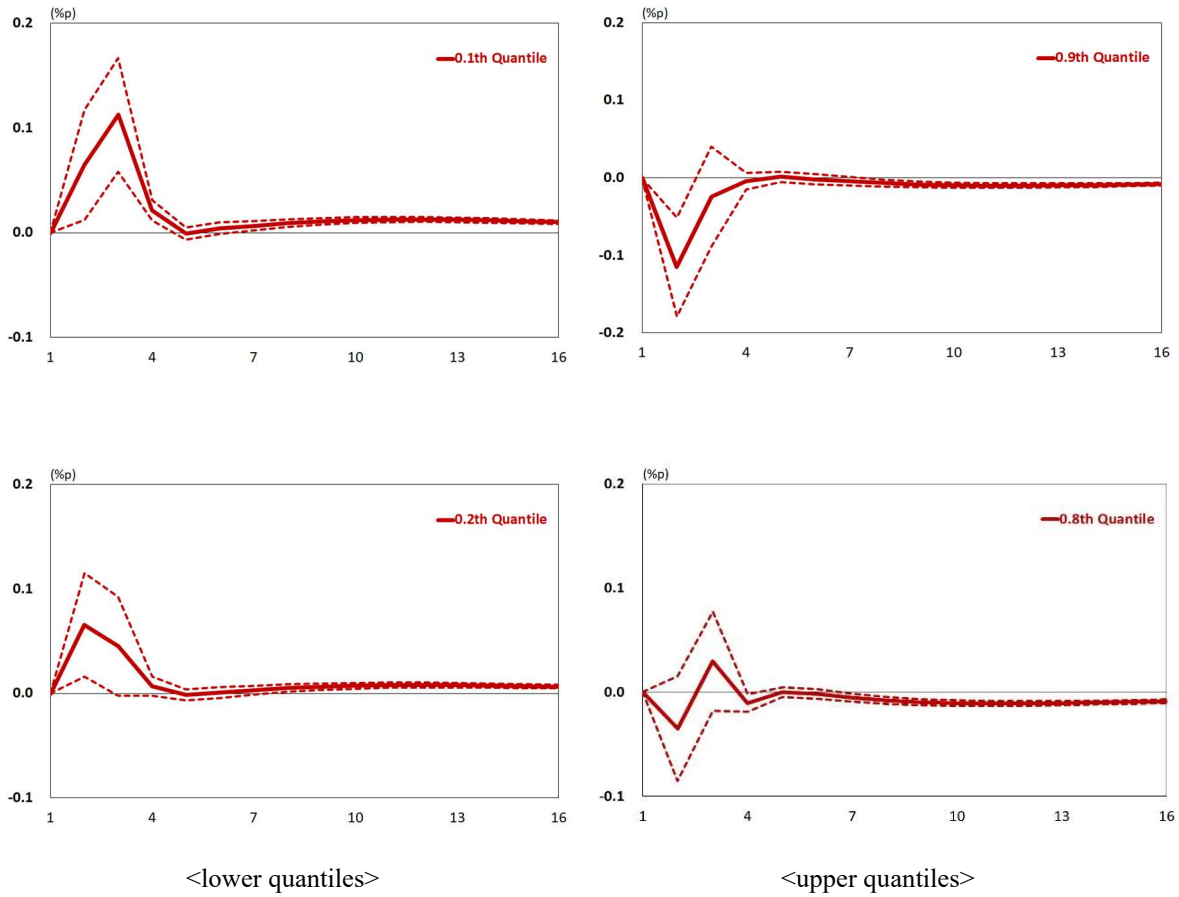 (%p)
0.2
0.1
0.0
-0.1
0.1th Quantile
1 4 7 10 13 16
(%p)
0.2
0.1
0.0
-0.1
-0.2
0.9th Quantile
1 4 7 10 13 16
(%p)
0.2
0.1
0.0
-0.1
0.2th Quantile
1 4 7 10 13 16
(%p)
0.2
0.1
0.0
-0.1
0.8th Quantile
1 4 7 10 13 16
<lower quantiles>
<upper quantiles>